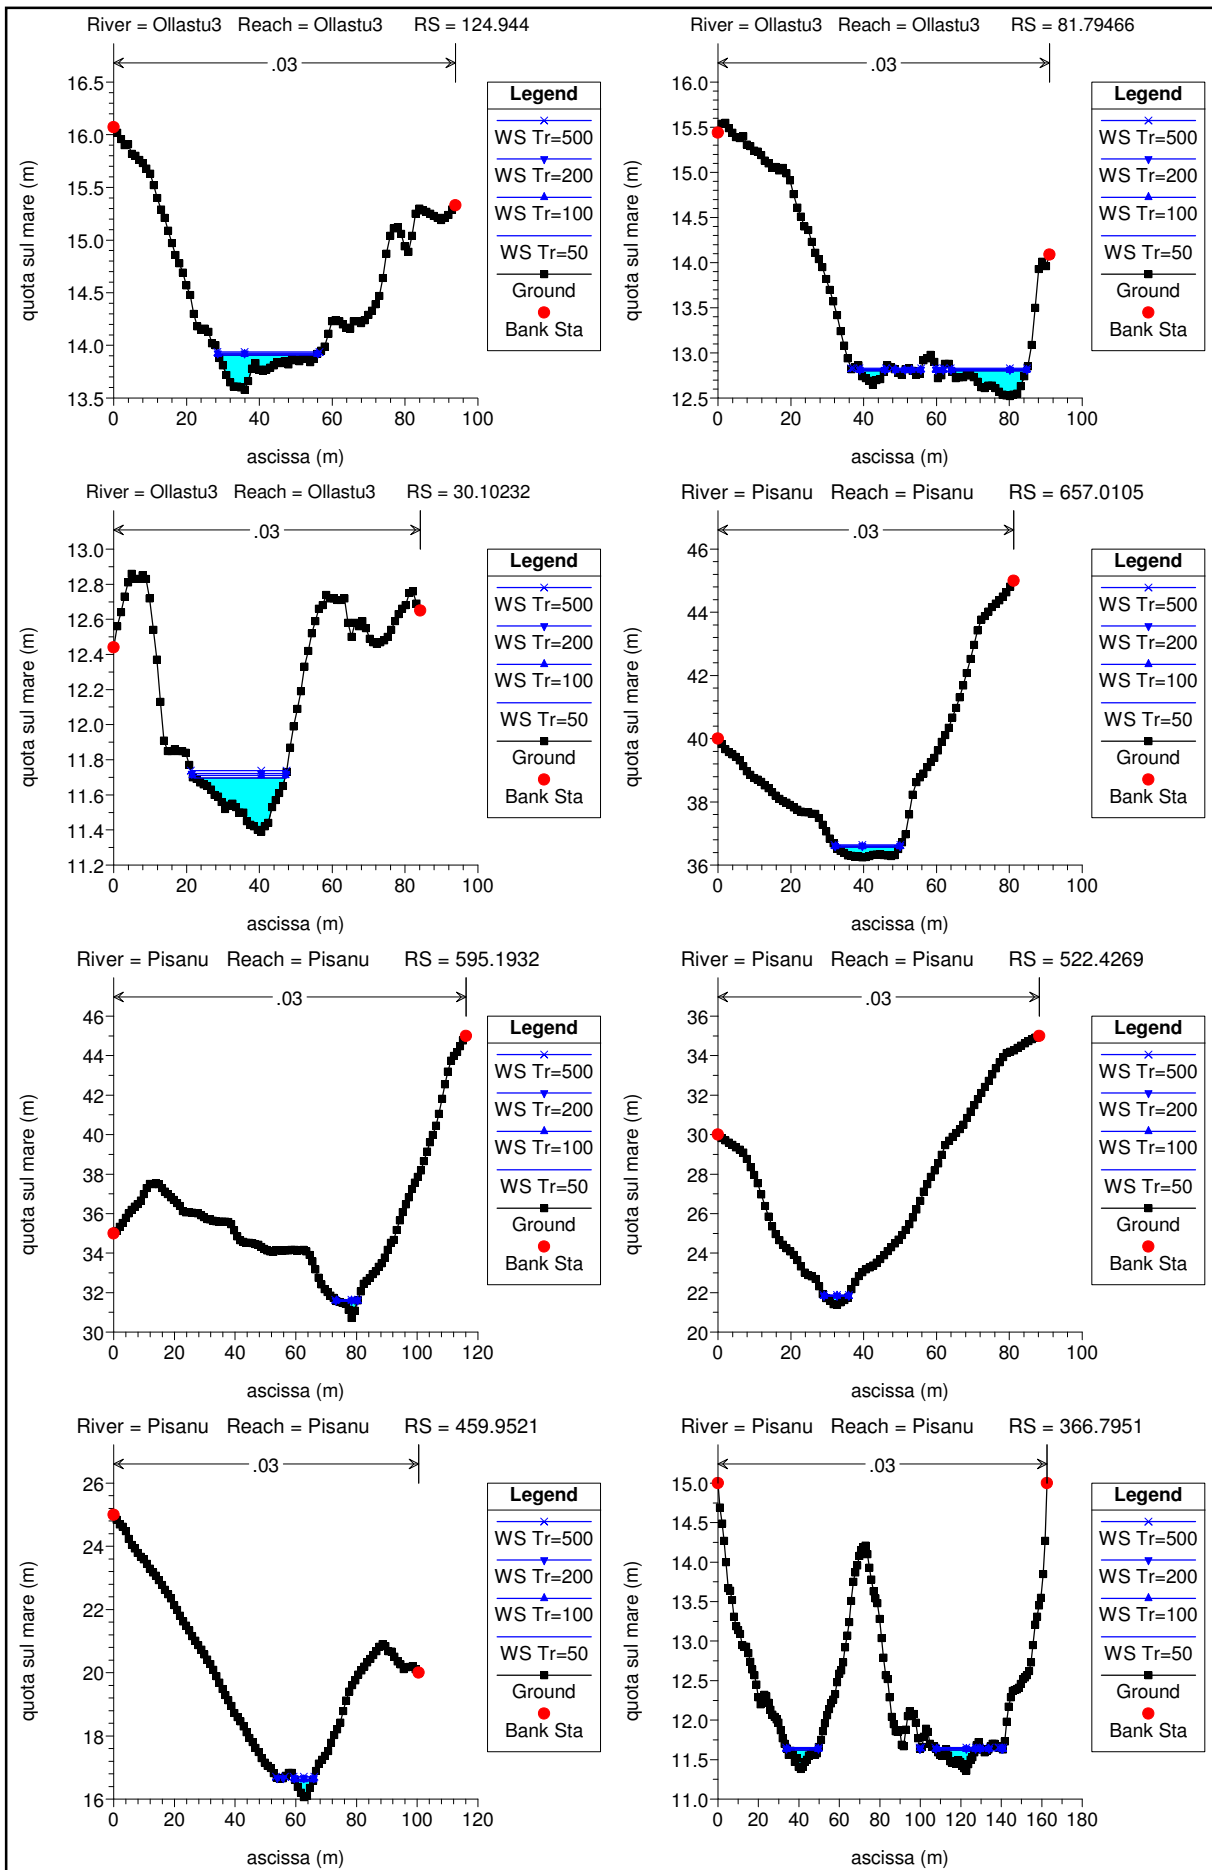 River = Ollastu3 Reach = Ollastu3 RS = 124.944
.03
16.5
16.0
15.5
15.0
14.5
14.0
13.5
0 20 40 60 80 100
quota sul mare (m)
ascissa (m)
Legend
WS Tr=500
WS Tr=200
WS Tr=100
WS Tr=50
Ground
Bank Sta
River = Ollastu3 Reach = Ollastu3 RS = 81.79466
.03
16.0
15.5
15.0
14.5
14.0
13.5
13.0
12.5
0 20 40 60 80 100
quota sul mare (m)
ascissa (m)
Legend
WS Tr=500
WS Tr=200
WS Tr=100
WS Tr=50
Ground
Bank Sta
River = Ollastu3 Reach = Ollastu3 RS = 30.10232
.03
13.0
12.8
12.6
12.4
12.2
12.0
11.8
11.6
11.4
11.2
0 20 40 60 80 100
quota sul mare (m)
ascissa (m)
Legend
WS Tr=500
WS Tr=200
WS Tr=100
WS Tr=50
Ground
Bank Sta
River = Pisanu Reach = Pisanu RS = 657.0105
.03
46
44
42
40
38
36
0 20 40 60 80 100
quota sul mare (m)
ascissa (m)
Legend
WS Tr=500
WS Tr=200
WS Tr=100
WS Tr=50
Ground
Bank Sta
River = Pisanu Reach = Pisanu RS = 595.1932
.03
46
44
42
40
38
36
34
32
30
0 20 40 60 80 100 120
quota sul mare (m)
ascissa (m)
Legend
WS Tr=500
WS Tr=200
WS Tr=100
WS Tr=50
Ground
Bank Sta
River = Pisanu Reach = Pisanu RS = 522.4269
.03
36
34
32
30
28
26
24
22
20
0 20 40 60 80 100
quota sul mare (m)
ascissa (m)
Legend
WS Tr=500
WS Tr=200
WS Tr=100
WS Tr=50
Ground
Bank Sta
River = Pisanu Reach = Pisanu RS = 459.9521
.03
26
24
22
20
18
16
0 20 40 60 80 100 120
quota sul mare (m)
ascissa (m)
Legend
WS Tr=500
WS Tr=200
WS Tr=100
WS Tr=50
Ground
Bank Sta
River = Pisanu Reach = Pisanu RS = 366.7951
.03
15.0
14.5
14.0
13.5
13.0
12.5
12.0
11.5
11.0
0 20 40 60 80 100 120 140 160 180
quota sul mare (m)
ascissa (m)
Legend
WS Tr=500
WS Tr=200
WS Tr=100
WS Tr=50
Ground
Bank Sta